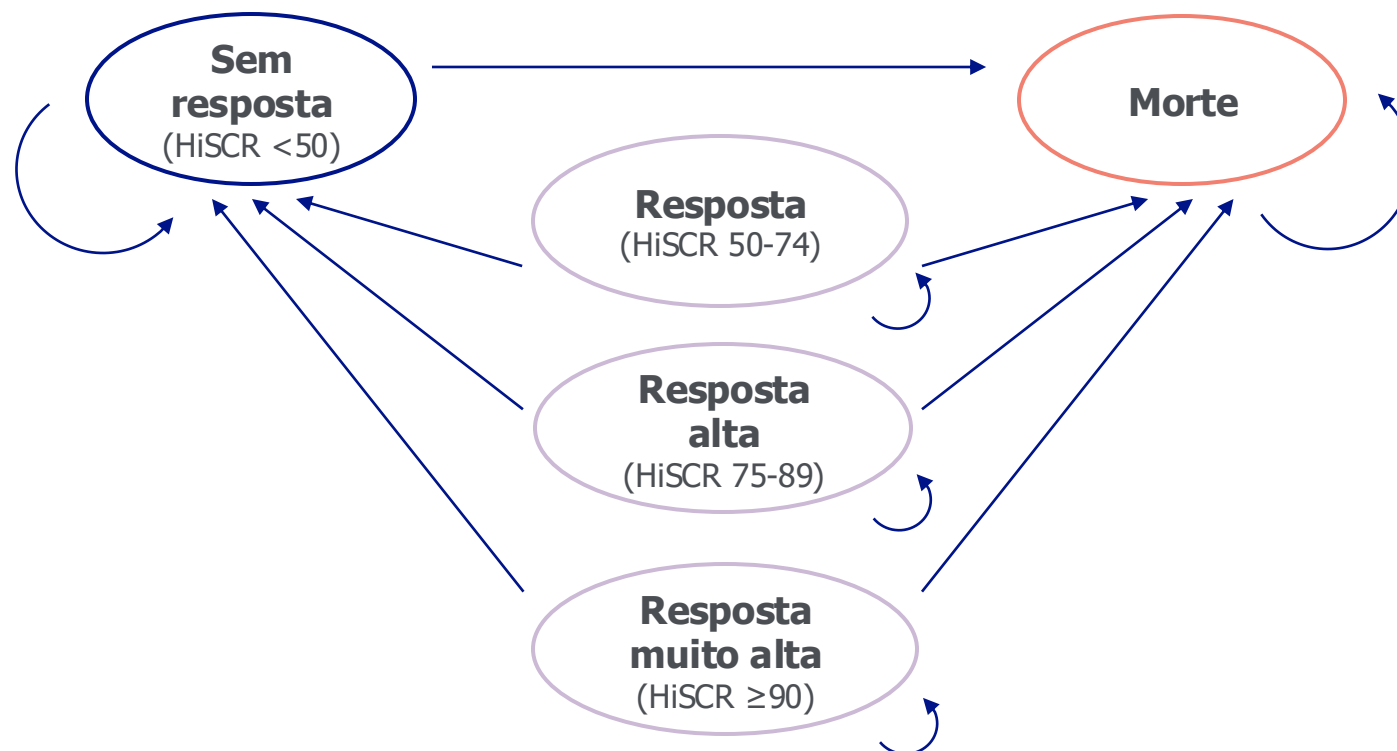 Sem
resposta
(HiSCR <50)
Morte
Resposta
(HiSCR 50-74)
Resposta
alta
(HiSCR 75-89)
Resposta
muito alta
(HiSCR ≥90)